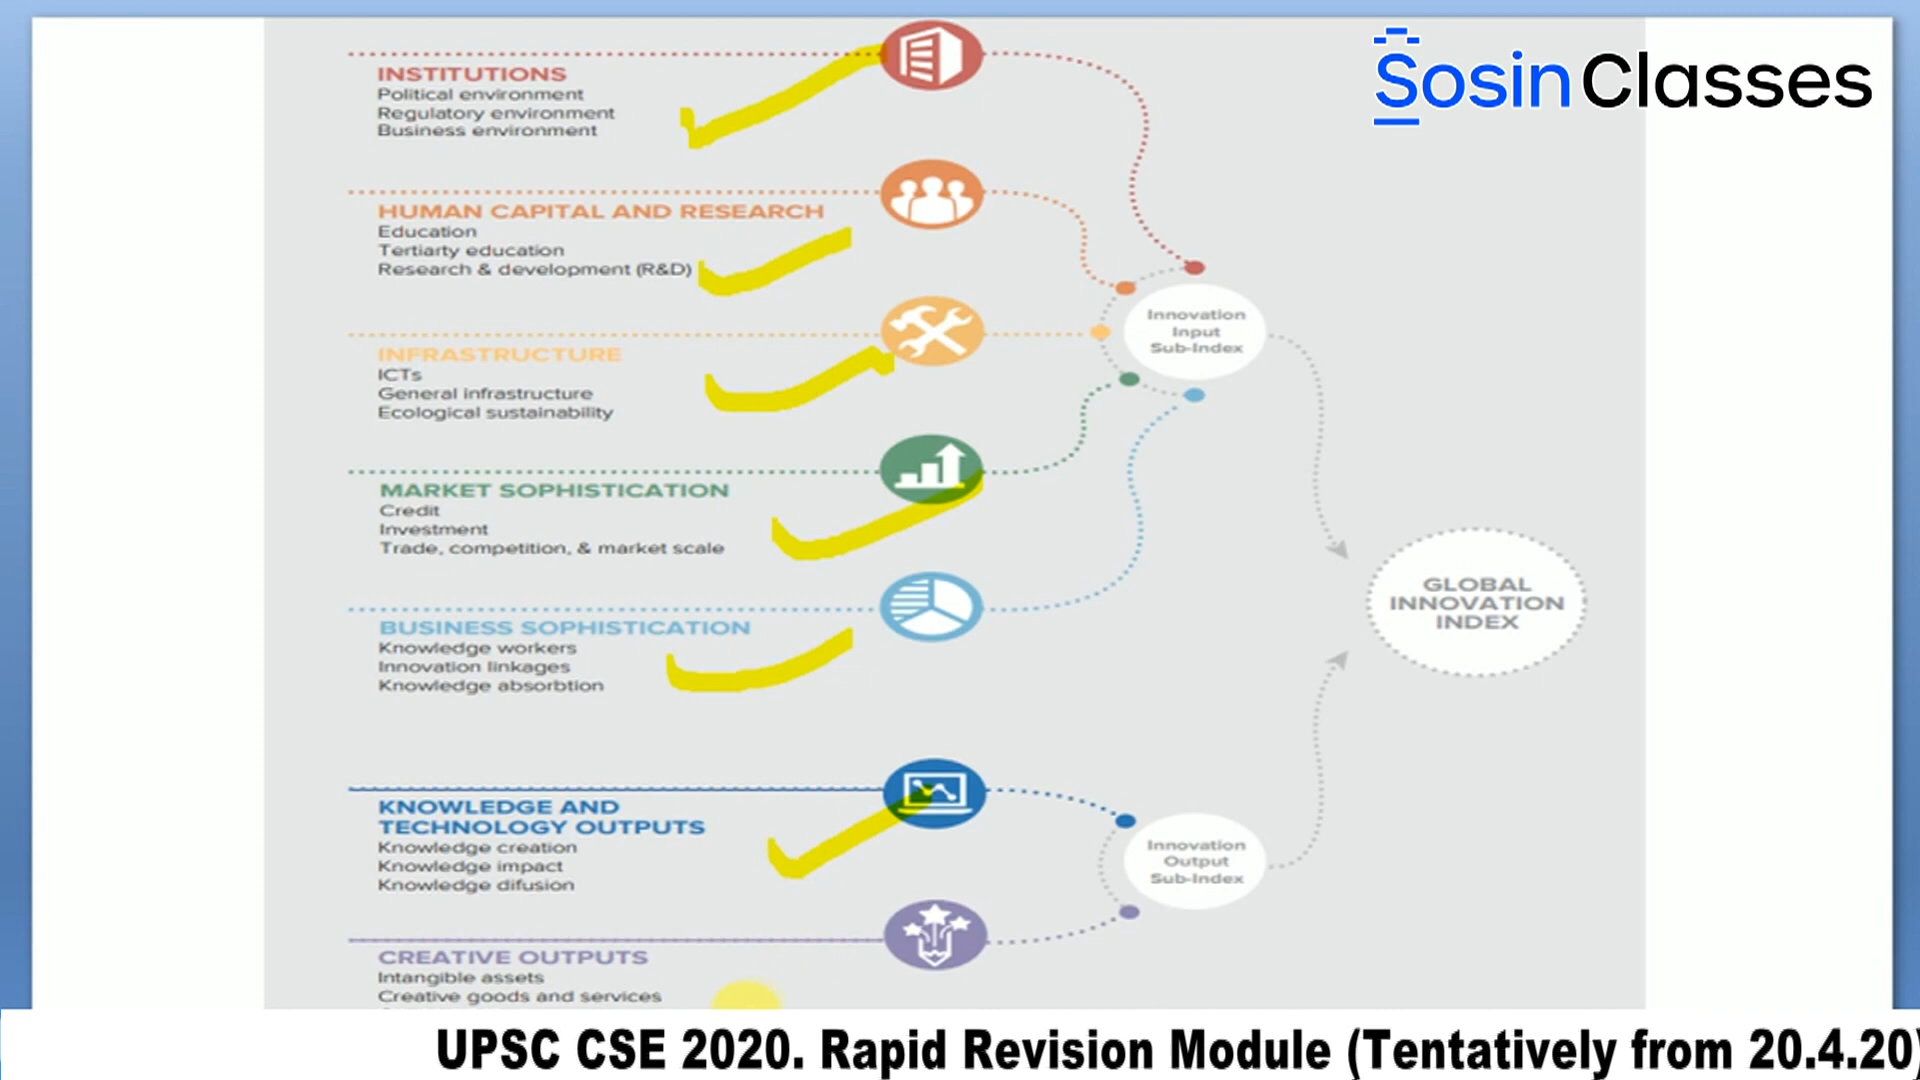 Sosin Classes
INSTITUTIONS
Political environment
Regulatory environment
Business environment
HUMAN CAPITAL AND RESEARCH
Education
Tertiarty education
Research & development (R&D)
INFRASTRUCTURE
ICTs
General infrastructure
Ecological sustainability
MARKET SOPHISTICATION
Credit
Investment
Trade, competition, & market scale
BUSINESS SOPHISTICATION
Knowledge workers
Innovation linkages
Knowledge absorbtion
KNOWLEDGE AND
TECHNOLOGY OUTPUTS
Knowledge creation
Knowledge impact
Knowledge difusion
CREATIVE OUTPUTS
Intangible assets
Creative goods and services
Innovation
Input
Sub-Index
Innovation
Output
Sub-Index
GLOBAL
INNOVATION
INDEX
UPSC CSE 2020. Rapid Revision Module (Tentatively from 20.4.20)